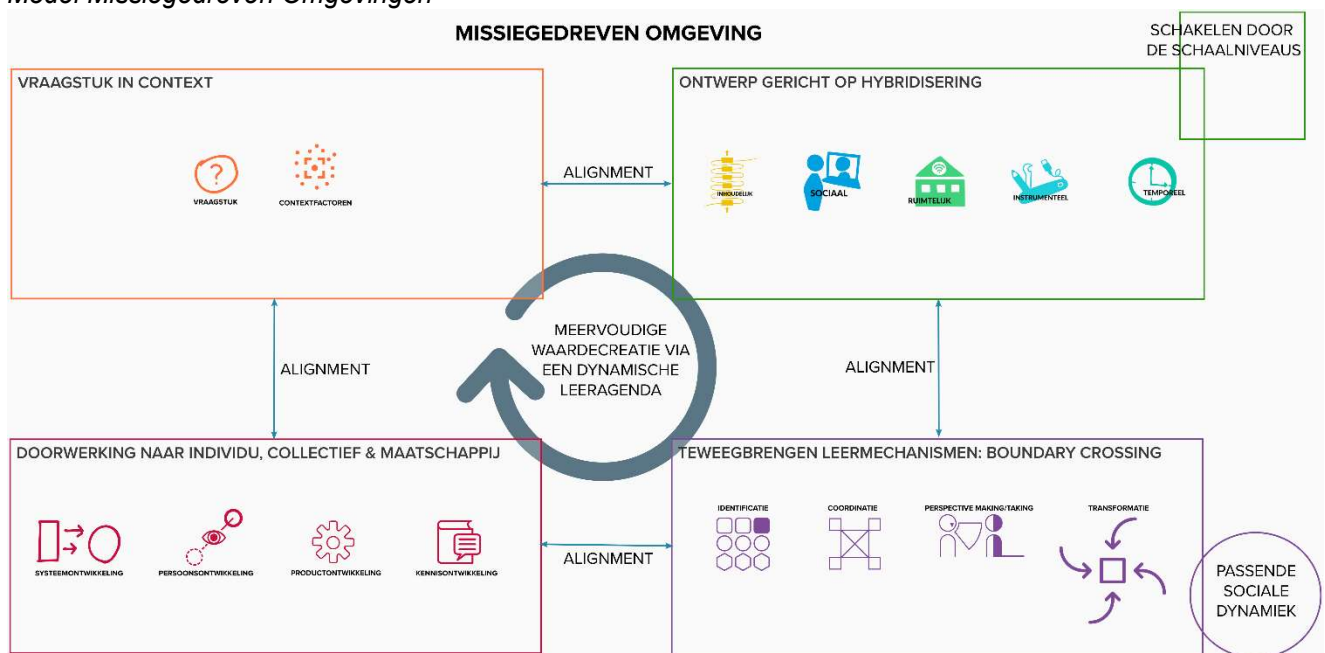 Model Missiegedreven Omgevingen
MISSIEGEDREVEN OMGEVING
SCHAKELEN DOOR
DE SCHAALNIVEAUS
VRAAGSTUK IN CONTEXT
?
VRAAGSTUK
CONTEXTFACTOREN
ALIGNMENT
ONTWERP GERICHT OP HYBRIDISERING
INHOUDELIJK
SOCIAAL
RUIMTELIJK
INSTRUMENTEEL
TEMPOREEL
ALIGNMENT
MEERVOUDIGE
WAARDECREATIE VIA
EEN DYNAMISCHE
LEERAGENDA
ALIGNMENT
DOORWERKING NAAR INDIVIDU, COLLECTIEF & MAATSCHAPPIJ
SYSTEEMONTWIKKELING
PERSOONSONTWIKKELING
PRODUCTONTWIKKELING
KENNISONTWIKKELING
ALIGNMENT
TEWEEGBRENGEN LEERMECHANISMEN: BOUNDARY CROSSING
IDENTIFICATIE
COORDINATIE
PERSPECTIVE MAKING/TAKING
TRANSFORMATIE
PASSENDE
SOCIALE
DYNAMIEK